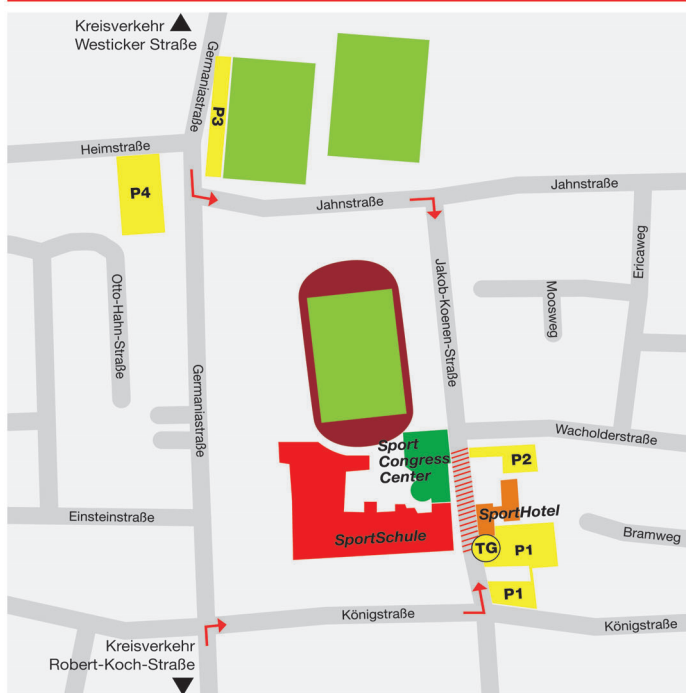 Kreisverkehr
Westicker Straße
Germaniastraße
P3
Heimstraße
P4
Jahnstraße
Jahnstraße
Ericaweg
Otto-Hahn-Straße
Jakob-Koenen-Straße
Moosweg
Germaniastraße
Wacholderstraße
Sport
Congress
Center
P2
SportHotel
Einsteinstraße
SportSchule
TG
P1
Bramweg
P1
Königstraße
Königstraße
Kreisverkehr
Robert-Koch-Straße